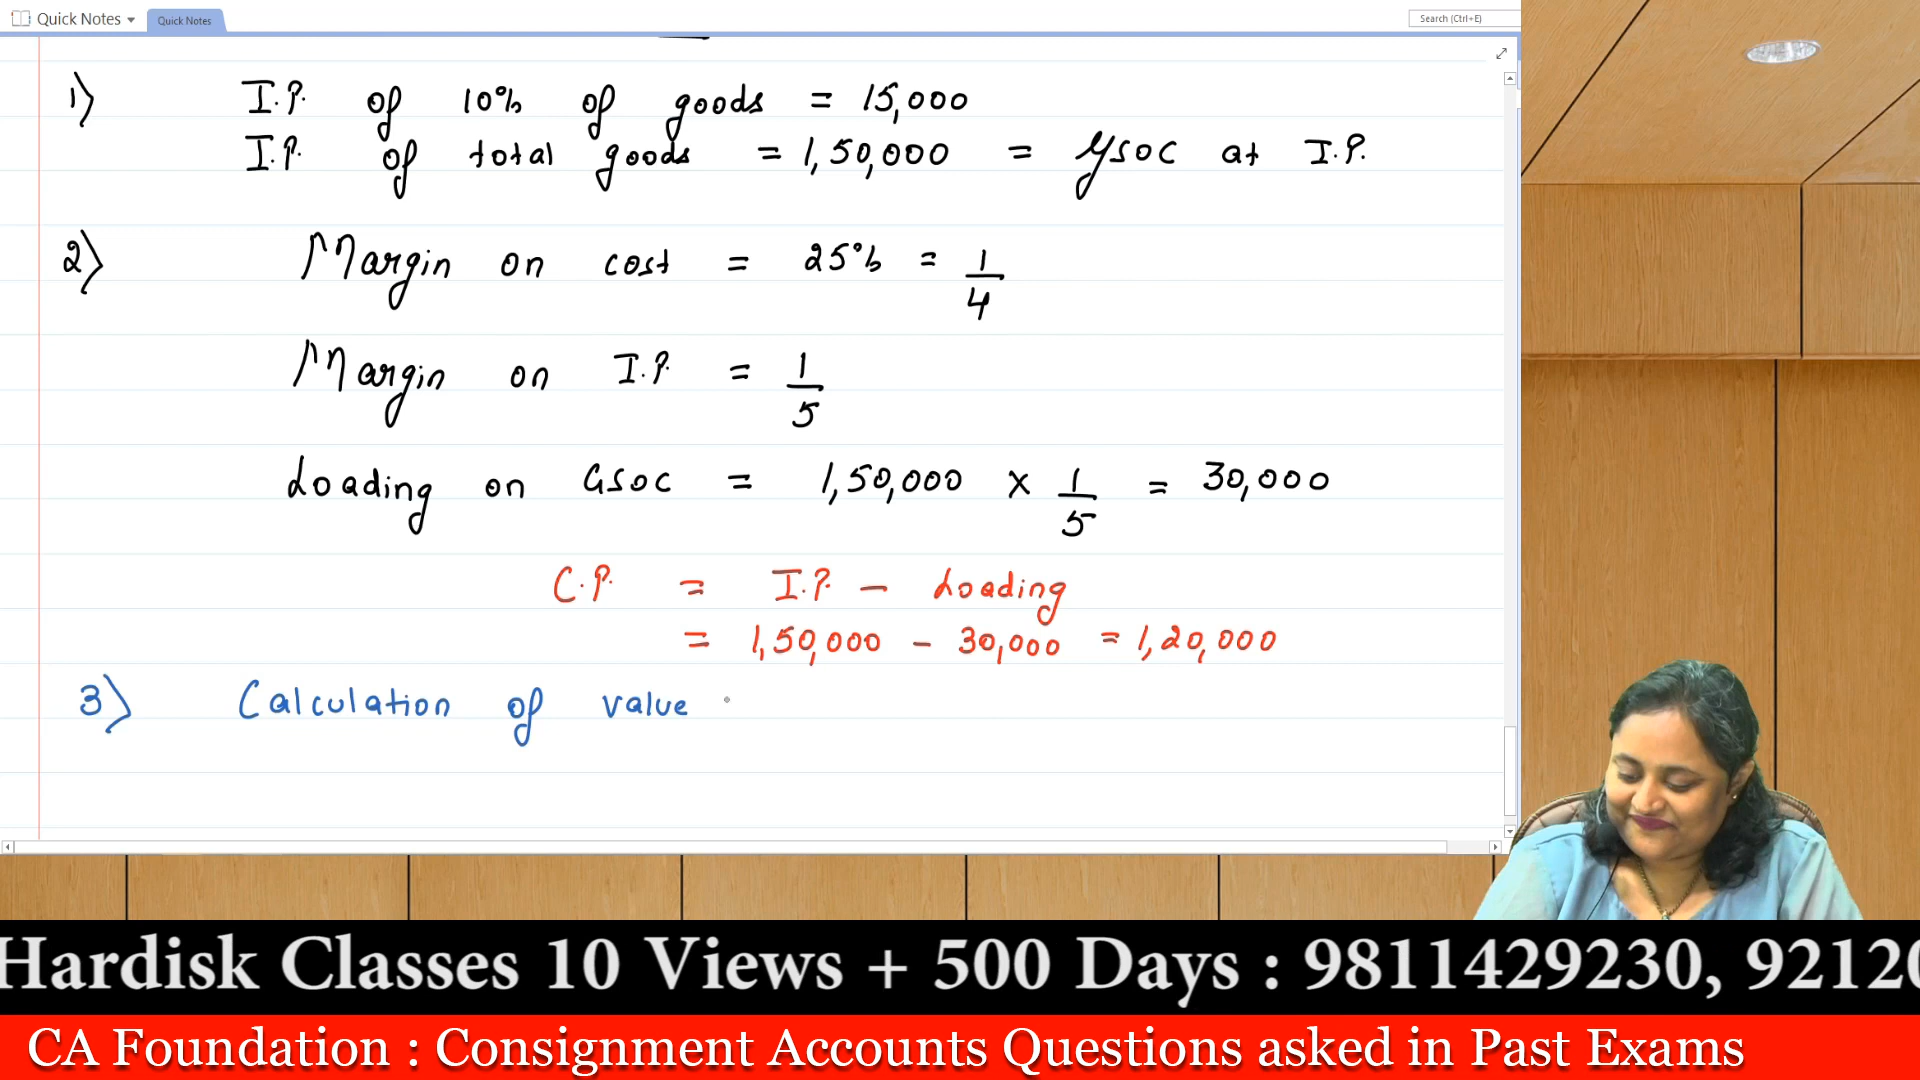 Quick Notes
Quick Notes
Search (Ctrl+E)
1) I.P. of 10% of goods = 15,000
I.P. of total goods = 1,50,000 = GSOC at I.P.
2) Margin on cost = 25% = 1/4
Margin on I.P. = 1/5
Loading on GSOC = 1,50,000 × 1/5 = 30,000
C.P. = I.P. - Loading
= 1,50,000 - 30,000 = 1,20,000
3) Calculation of value
Hardisk Classes 10 Views + 500 Days : 9811429230, 92120
CA Foundation : Consignment Accounts Questions asked in Past Exams